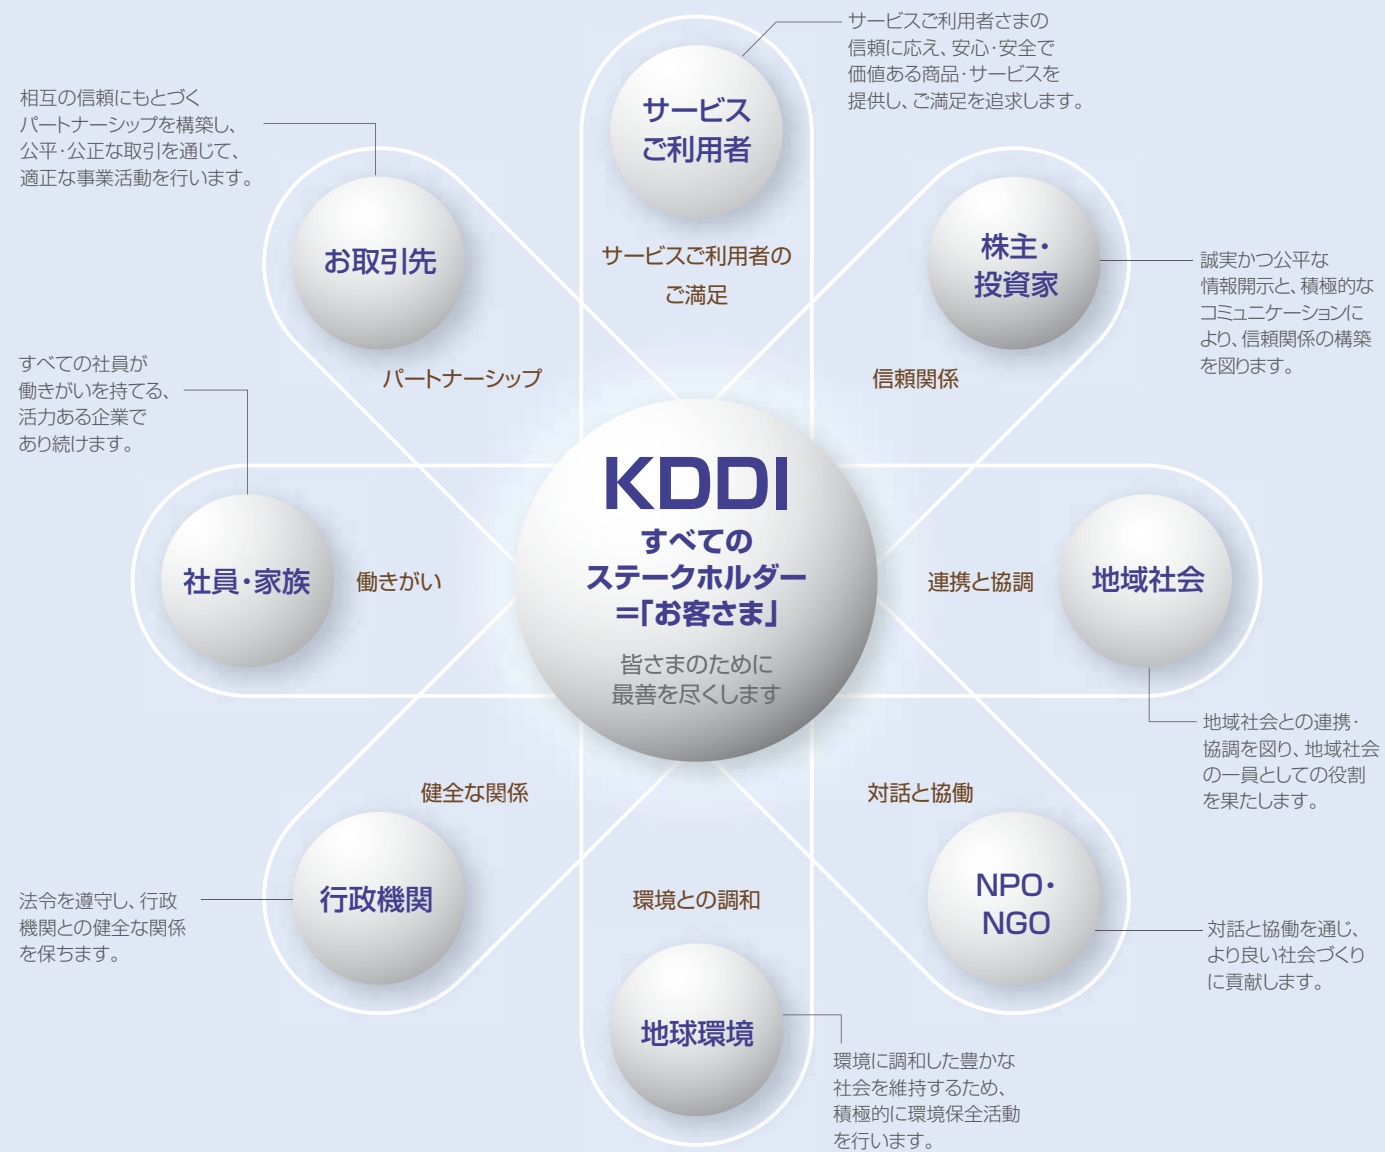 サービスご利用者さまの
信頼に応え、安心・安全で
価値ある商品・サービスを
提供し、ご満足を追求します。
サービス
ご利用者
サービスご利用者の
ご満足
相互の信頼にもとづく
パートナーシップを構築し、
公平・公正な取引を通じて、
適正な事業活動を行います。
お取引先
パートナーシップ
株主・
投資家
信頼関係
誠実かつ公平な
情報開示と、積極的な
コミュニケーションに
より、信頼関係の構築
を図ります。
すべての社員が
働きがいを持てる、
活力ある企業で
あり続けます。
社員・家族
働きがい
KDDI
すべての
ステークホルダー
=「お客さま」
皆さまのために
最善を尽くします
連携と協調
地域社会
地域社会との連携・
協調を図り、地域社会
の一員としての役割
を果たします。
健全な関係
行政機関
法令を遵守し、行政
機関との健全な関係
を保ちます。
環境との調和
地球環境
環境に調和した豊かな
社会を維持するため、
積極的に環境保全活動
を行います。
対話と協働
NPO・
NGO
対話と協働を通じ、
より良い社会づくり
に貢献します。